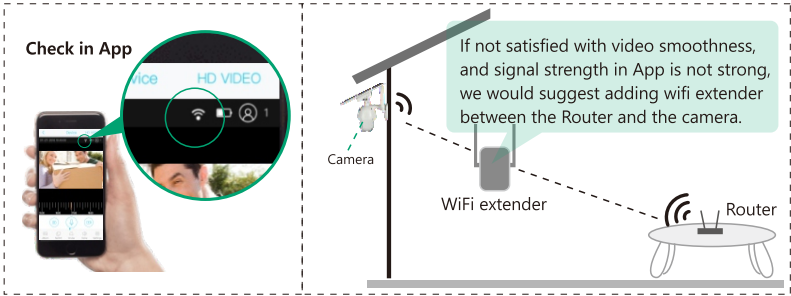 Check in App
vice HD VIDEO
1
If not satisfied with video smoothness,
and signal strength in App is not strong,
we would suggest adding wifi extender
between the Router and the camera.
Camera
WiFi extender
Router